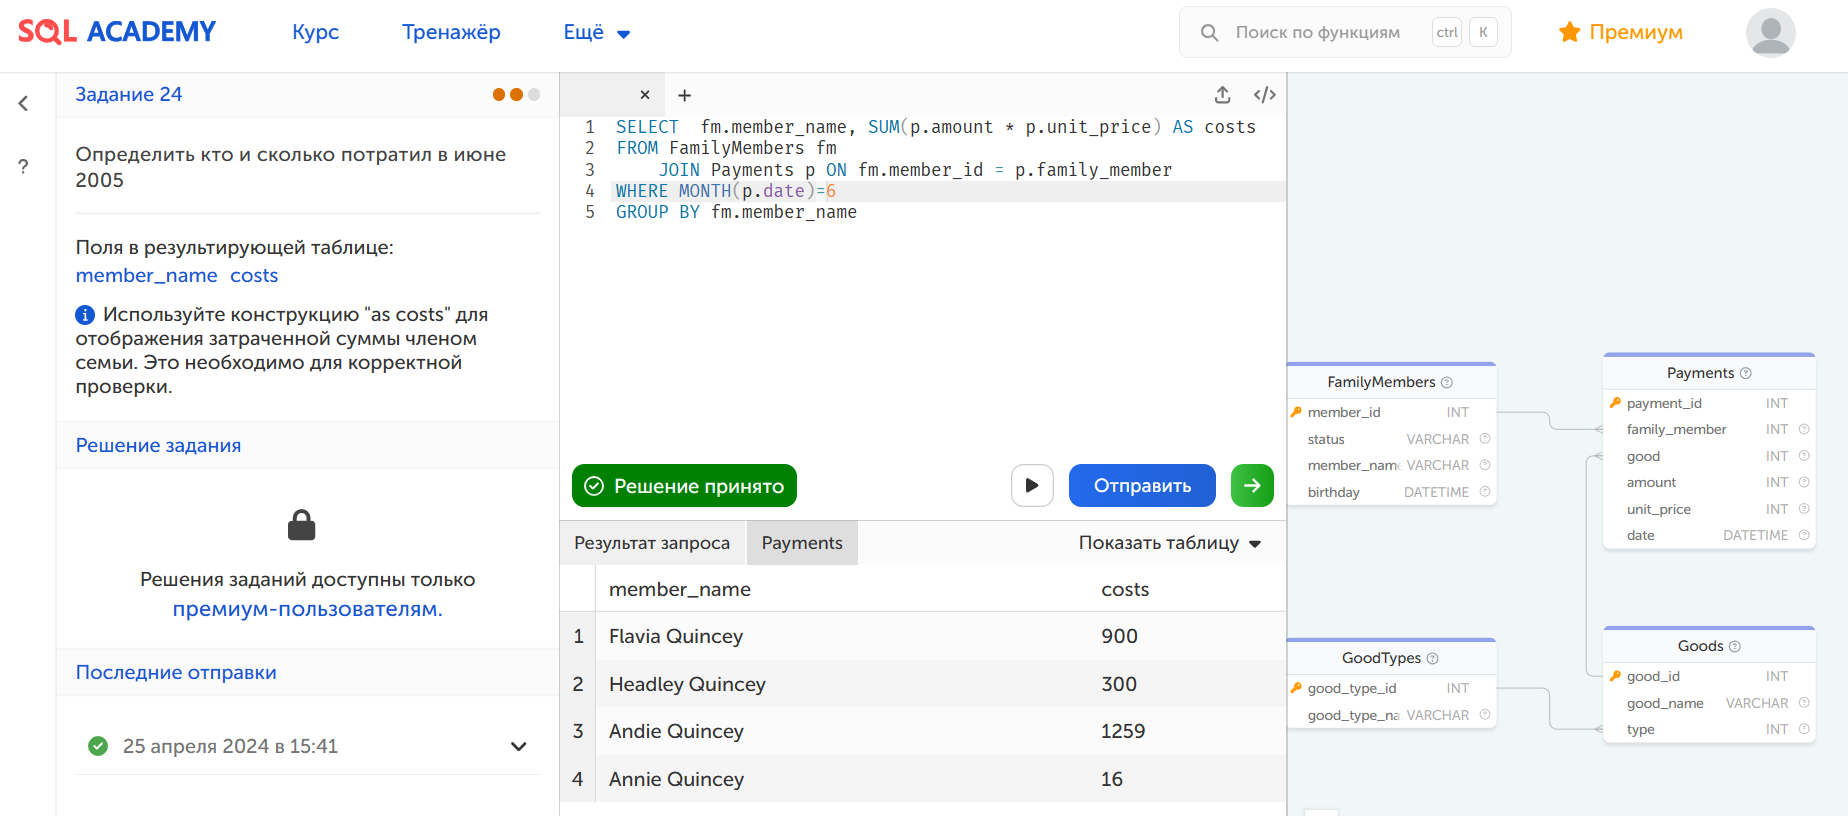 SQL ACADEMY
Курс
Тренажёр
Ещё
Поиск по функциям
ctrl
K
Премиум
Задание 24
Определить кто и сколько потратил в июне
2005
Поля в результирующей таблице:
member_name costs
Используйте конструкцию "as costs" для
отображения затраченной суммы членом
семьи. Это необходимо для корректной
проверки.
Решение задания
Решения заданий доступны только
премиум-пользователям.
Последние отправки
25 апреля 2024 в 15:41
1 SELECT fm.member_name, SUM(p.amount * p.unit_price) AS costs
2 FROM FamilyMembers fm
3 JOIN Payments p ON fm.member_id = p.family_member
4 WHERE MONTH(p.date)=6
5 GROUP BY fm.member_name
Решение принято
Отправить
Результат запроса
Payments
Показать таблицу
member_name costs
1 Flavia Quincey 900
2 Headley Quincey 300
3 Andie Quincey 1259
4 Annie Quincey 16
FamilyMembers
member_id INT
status VARCHAR
member_nam VARCHAR
birthday DATETIME
Payments
payment_id INT
family_member INT
good INT
amount INT
unit_price INT
date DATETIME
GoodTypes
good_type_id INT
good_type_na VARCHAR
Goods
good_id INT
good_name VARCHAR
type INT